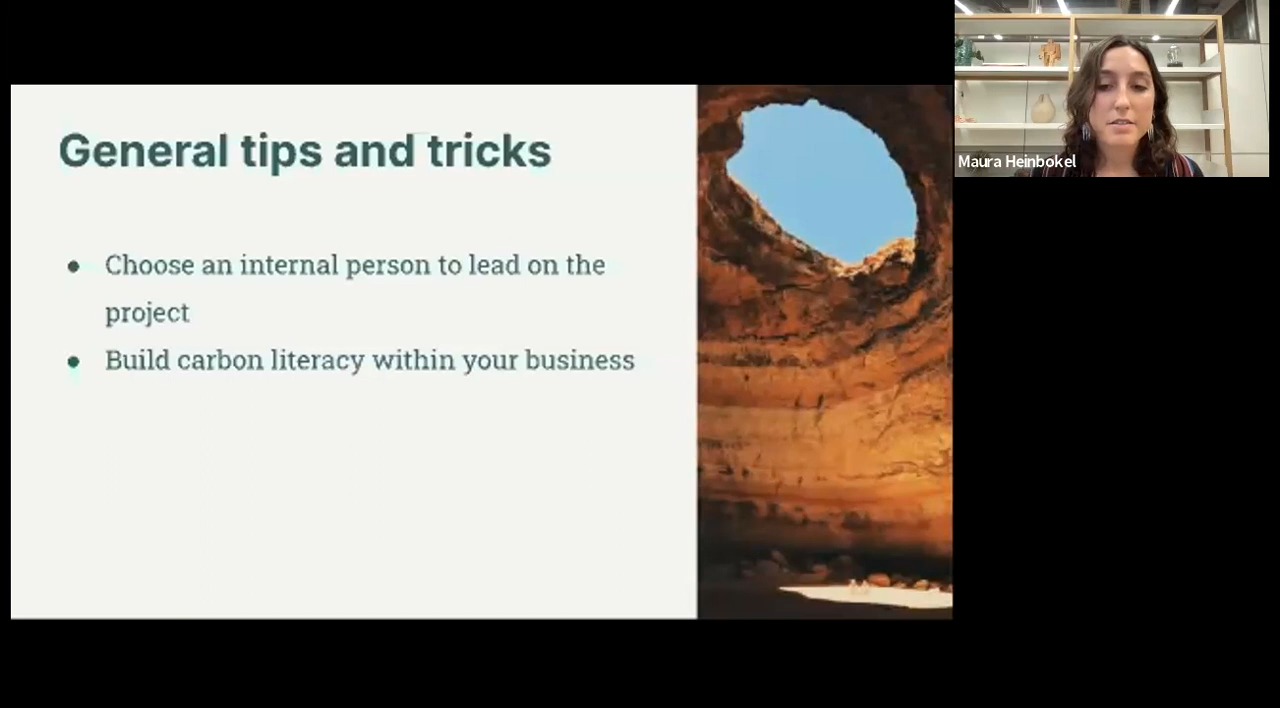 General tips and tricks
● Choose an internal person to lead on the
project
● Build carbon literacy within your business
Maura Heinbokel